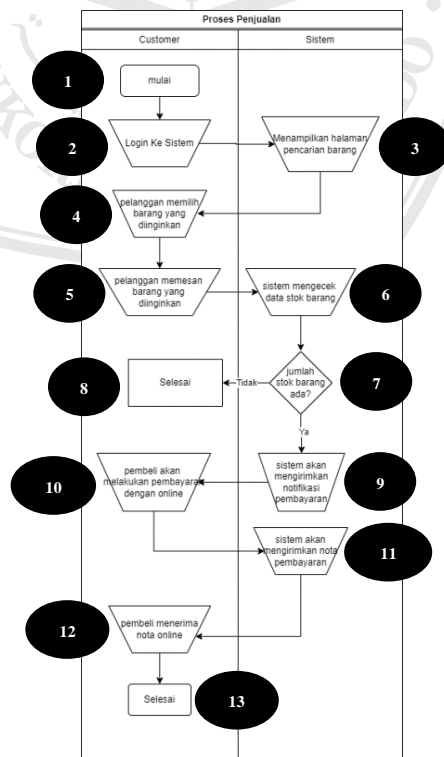 Proses Penjualan
Customer
Sistem
1
mulai
2
Login Ke Sistem
Menampilkan halaman
pencarian barang
3
4
pelanggan memilih
barang yang
diinginkan
5
pelanggan memesan
barang yang
diinginkan
sistem mengecek
data stok barang
6
8
Selesai
Tidak
jumlah
stok barang
ada?
7
Ya
10
pembeli akan
melakukan pembayara
dengan online
sistem akan
mengirimkan
notifikasi
pembayaran
9
sistem akan
mengirimkan nota
pembayaran
11
12
pembeli menerima
nota online
Selesai
13